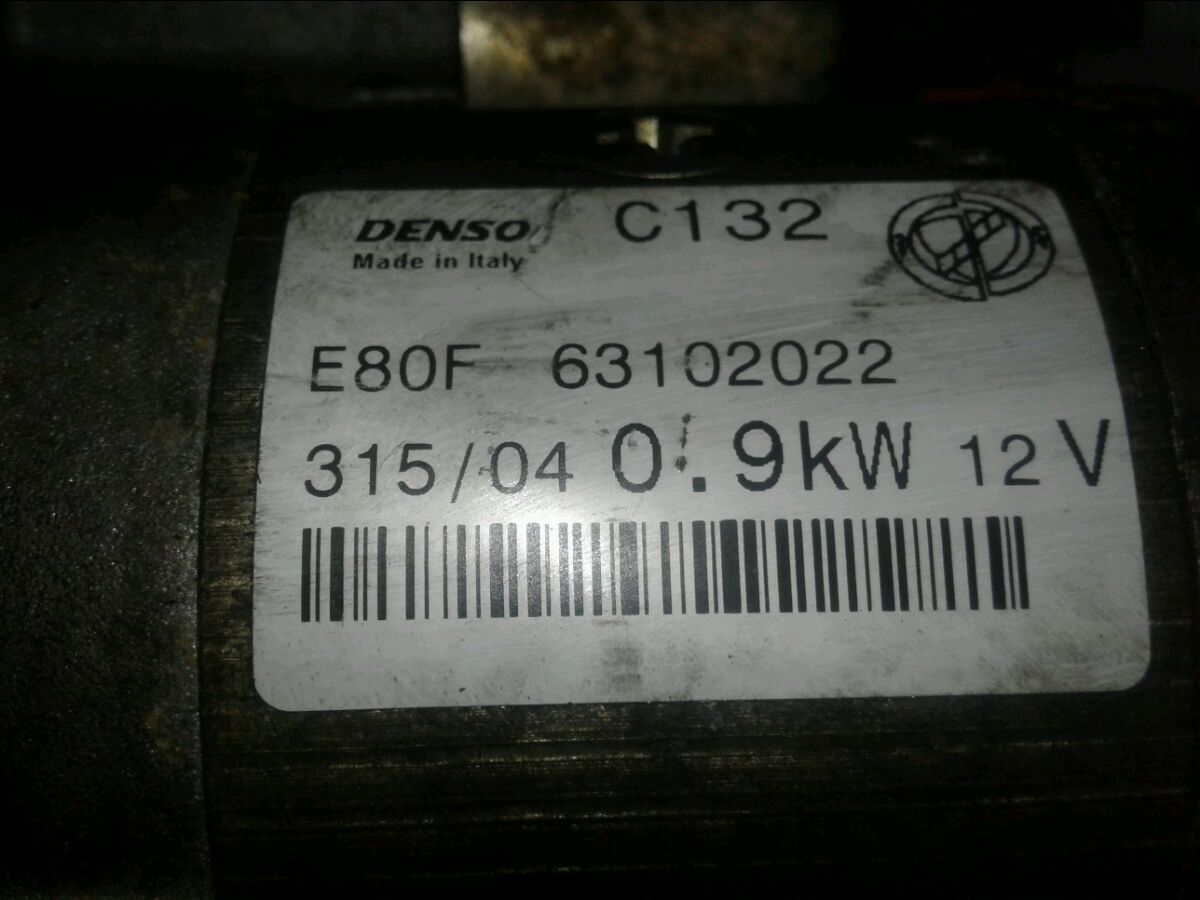 DENSO C132
Made in Italy
E80F 63102022
315/04 0.9kW 12V